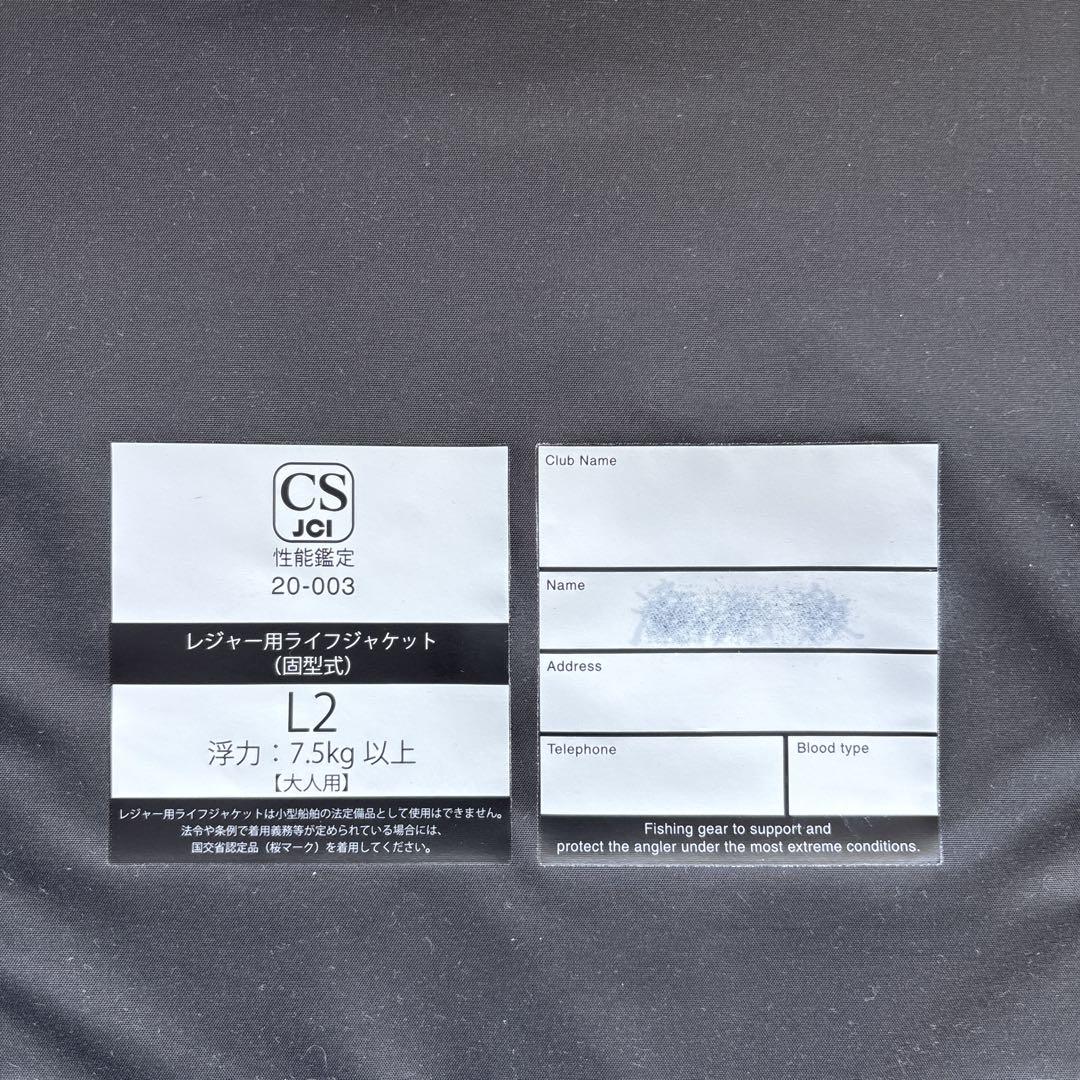 CS
JCI
性能鑑定
20-003
レジャー用ライフジャケット
（固型式）
L2
浮力：7.5kg 以上
【大人用】
レジャー用ライフジャケットは小型船舶の法定備品として使用はできません。
法令や条例で着用義務等が定められている場合には、
国交省認定品（桜マーク）を着用してください。
Club Name
Name
Address
Telephone
Blood type
Fishing gear to support and
protect the angler under the most extreme conditions.